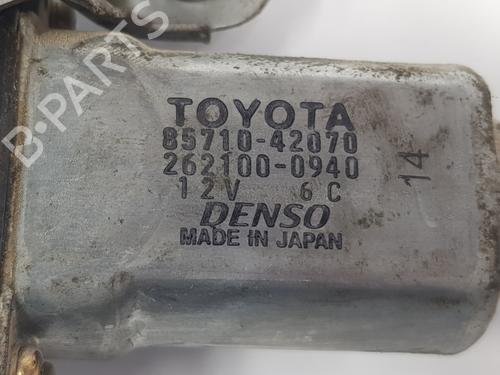 B-PARTS
TOYOTA
85710-42070
262100-0940
12V 6C
14
DENSO
MADE IN JAPAN